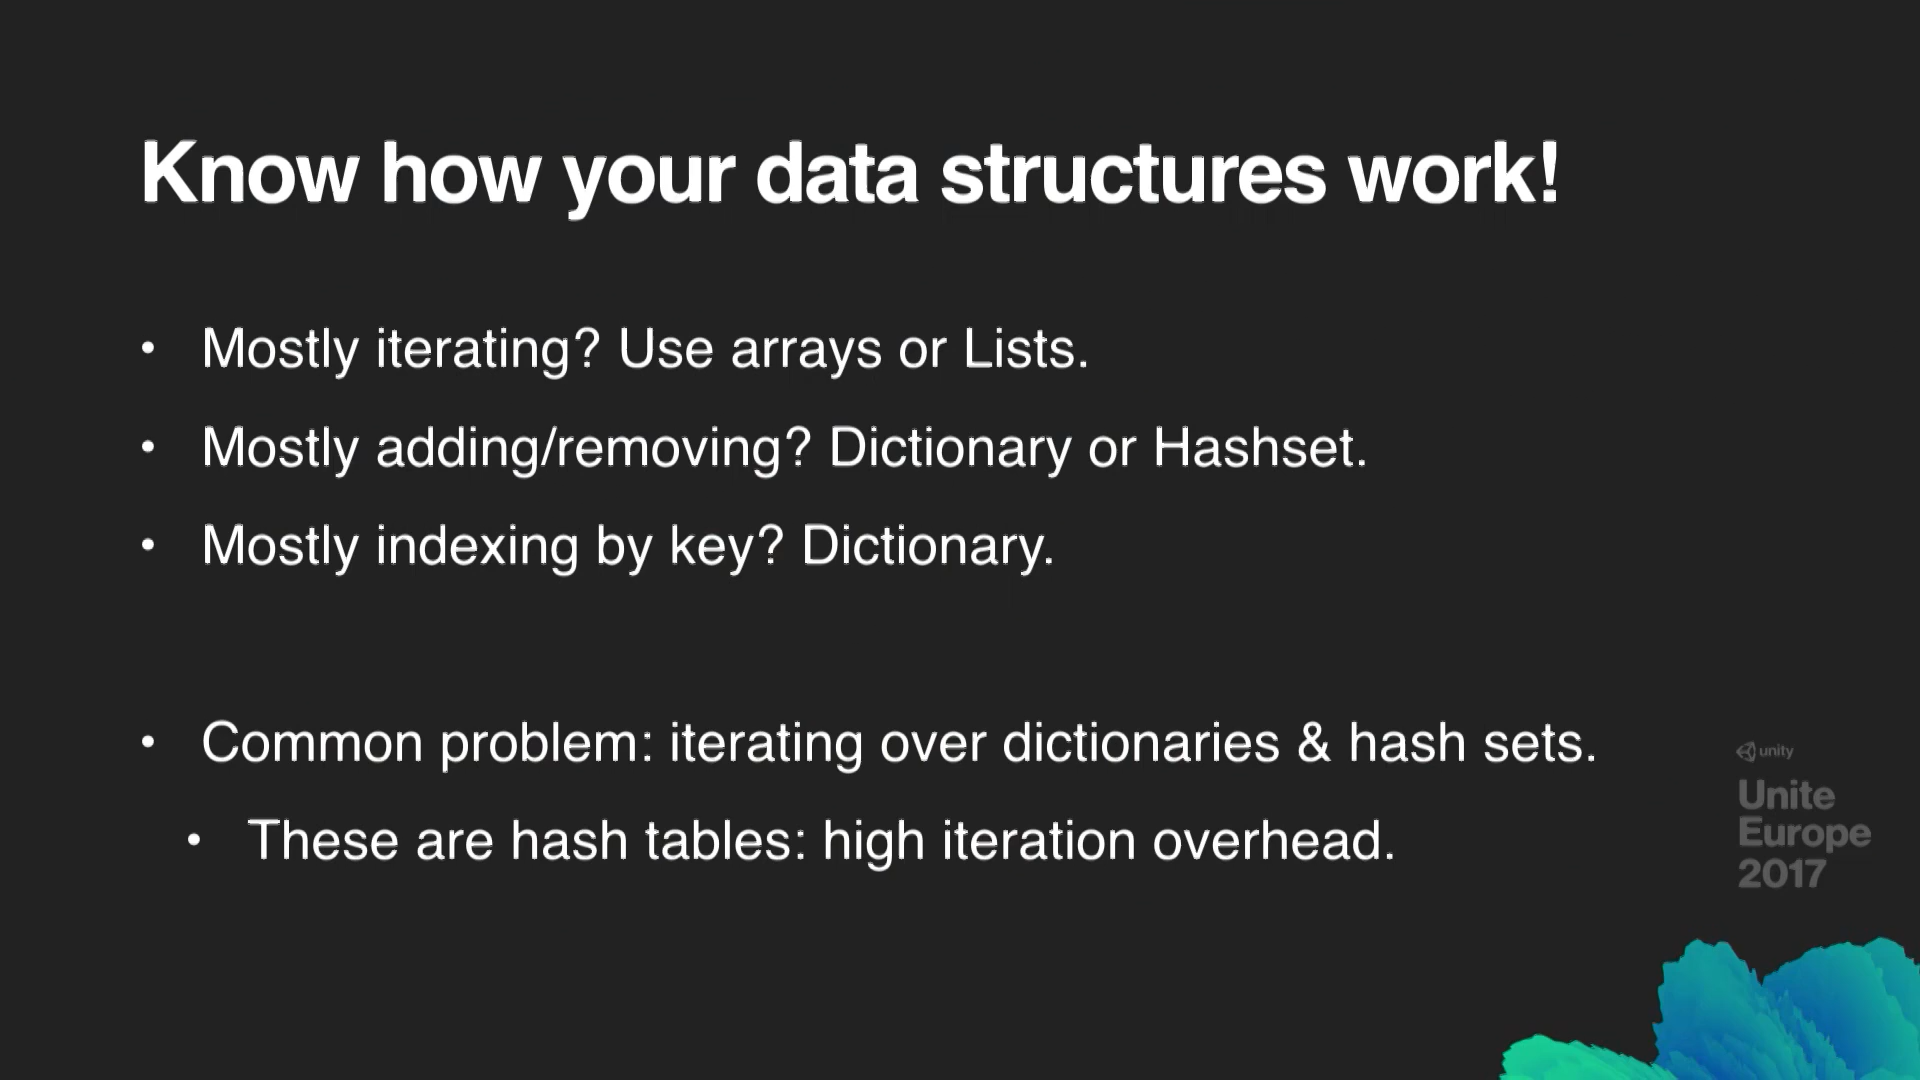 Know how your data structures work!
• Mostly iterating? Use arrays or Lists.
• Mostly adding/removing? Dictionary or Hashset.
• Mostly indexing by key? Dictionary.
• Common problem: iterating over dictionaries & hash sets.
• These are hash tables: high iteration overhead.
unity
Unite
Europe
2017